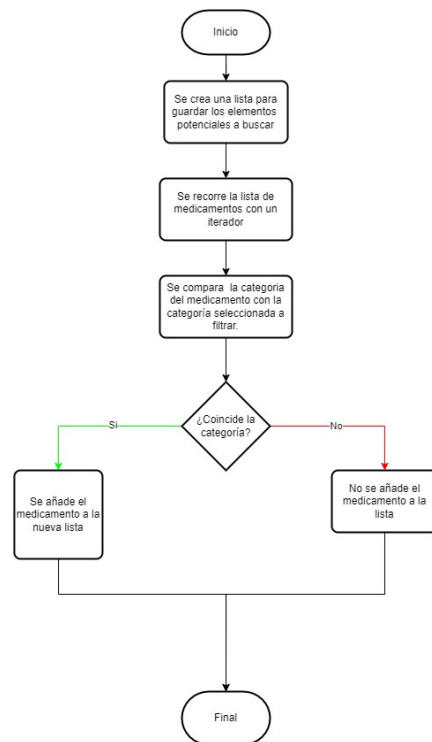 Inicio
Se crea una lista para
guardar los elementos
potenciales a buscar
Se recorre la lista de
medicamentos con un
iterador
Se compara la categoria
del medicamento con la
categoría seleccionada a
filtrar.
¿Coincide la
categoría?
Si
No
Se añade el
medicamento a la
nueva lista
No se añade el
medicamento a la
lista
Final